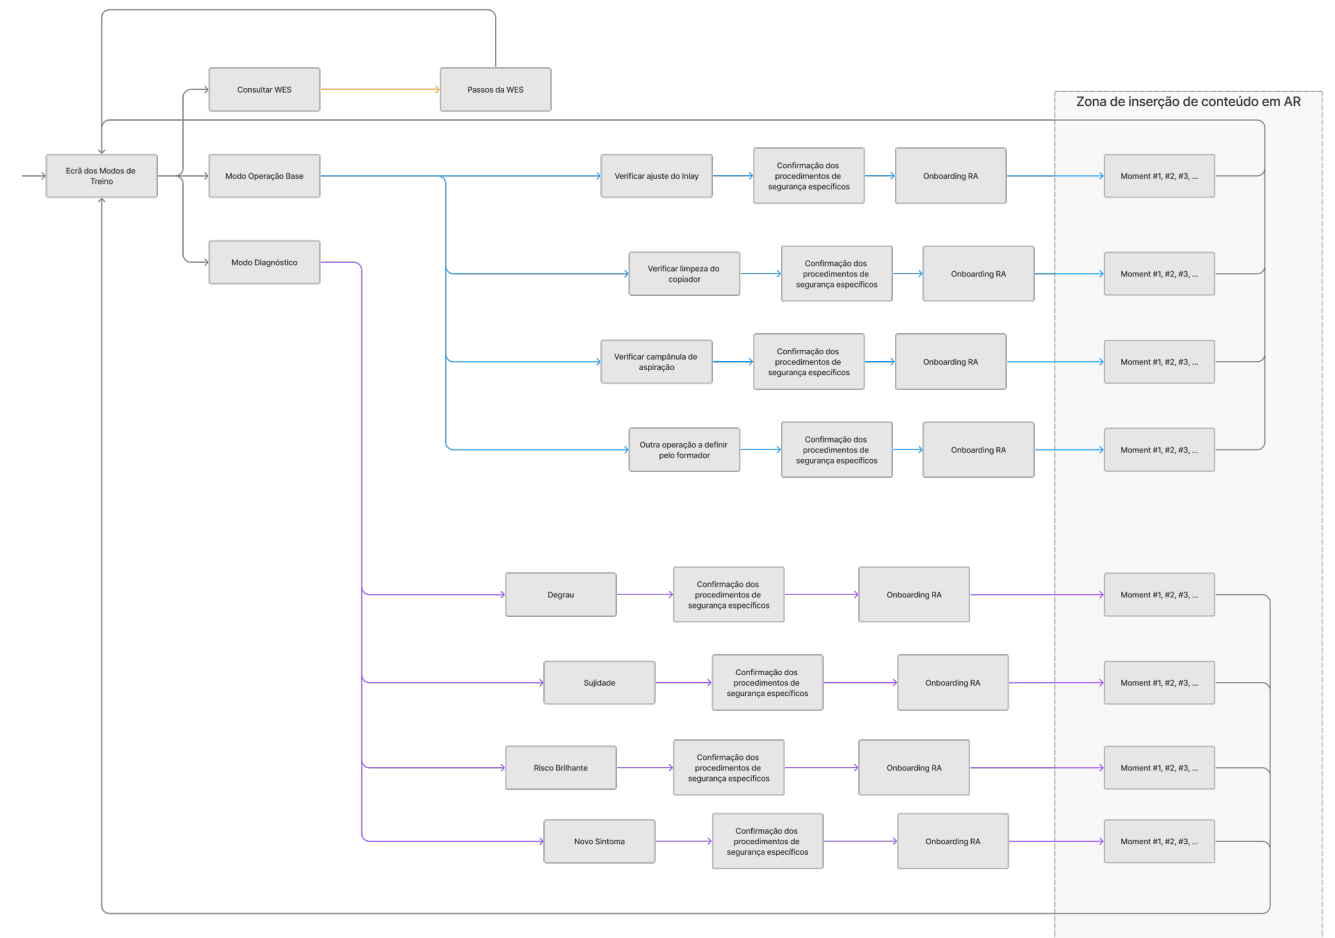 Consultar WES
Passos da WES
Zona de inserção de conteúdo em AR
Ecrã dos Modos de
Treino
Modo Operação Base
Verificar ajuste do Inlay
Confirmação dos
procedimentos de
segurança específicos
Onboarding RA
Moment #1, #2, #3, ...
Modo Diagnóstico
Verificar limpeza do
copiador
Confirmação dos
procedimentos de
segurança específicos
Onboarding RA
Moment #1, #2, #3, ...
Verificar campânula de
aspiração
Confirmação dos
procedimentos de
segurança específicos
Onboarding RA
Moment #1, #2, #3, ...
Outra operação a definir
pelo formador
Confirmação dos
procedimentos de
segurança específicos
Onboarding RA
Moment #1, #2, #3, ...
Degrau
Confirmação dos
procedimentos de
segurança específicos
Onboarding RA
Moment #1, #2, #3, ...
Sujidade
Confirmação dos
procedimentos de
segurança específicos
Onboarding RA
Moment #1, #2, #3, ...
Risco Brilhante
Confirmação dos
procedimentos de
segurança específicos
Onboarding RA
Moment #1, #2, #3, ...
Novo Sintoma
Confirmação dos
procedimentos de
segurança específicos
Onboarding RA
Moment #1, #2, #3, ...